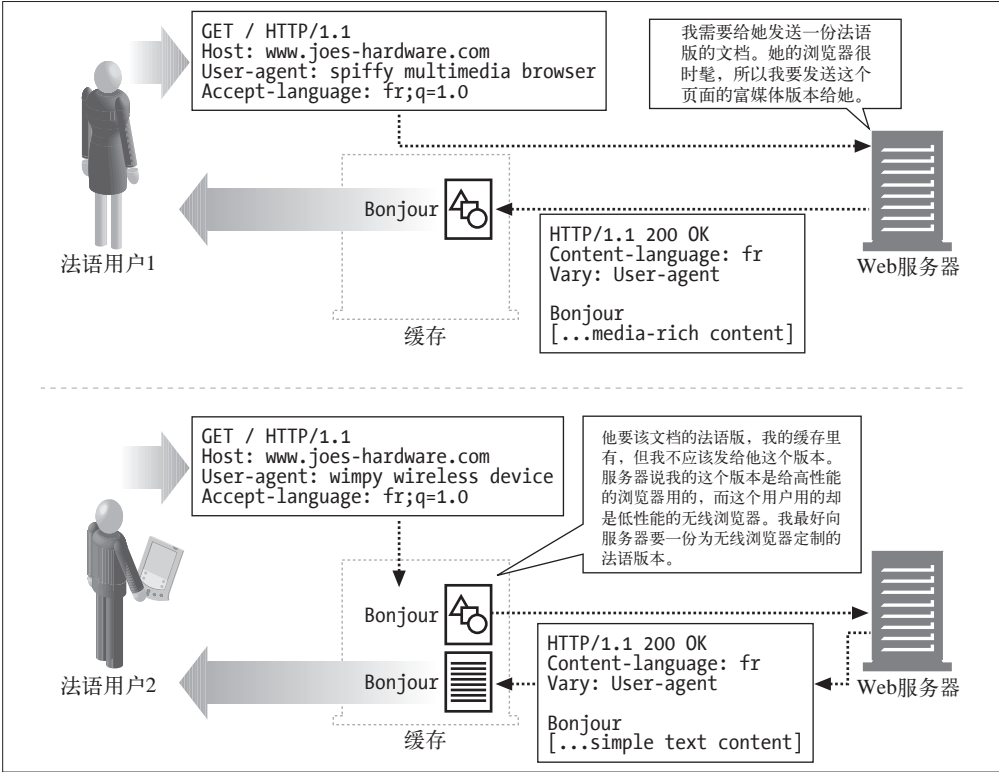 GET / HTTP/1.1
Host: www.joes-hardware.com
User-agent: spiffy multimedia browser
Accept-language: fr;q=1.0
我需要给她发送一份法语
版的文档。她的浏览器很
时髦，所以我要发送这个
页面的富媒体版本给她。
Bonjour
HTTP/1.1 200 OK
Content-language: fr
Vary: User-agent
Bonjour
[...media-rich content]
法语用户1
缓存
Web服务器
GET / HTTP/1.1
Host: www.joes-hardware.com
User-agent: wimpy wireless device
Accept-language: fr;q=1.0
他要该文档的法语版，我的缓存里
有，但我不应该发给他这个版本。
服务器说我的这个版本是给高性能
的浏览器用的，而这个用户用的却
是低性能的无线浏览器。我最好向
服务器要一份为无线浏览器定制的
法语版本。
Bonjour
Bonjour
HTTP/1.1 200 OK
Content-language: fr
Vary: User-agent
Bonjour
[...simple text content]
法语用户2
缓存
Web服务器